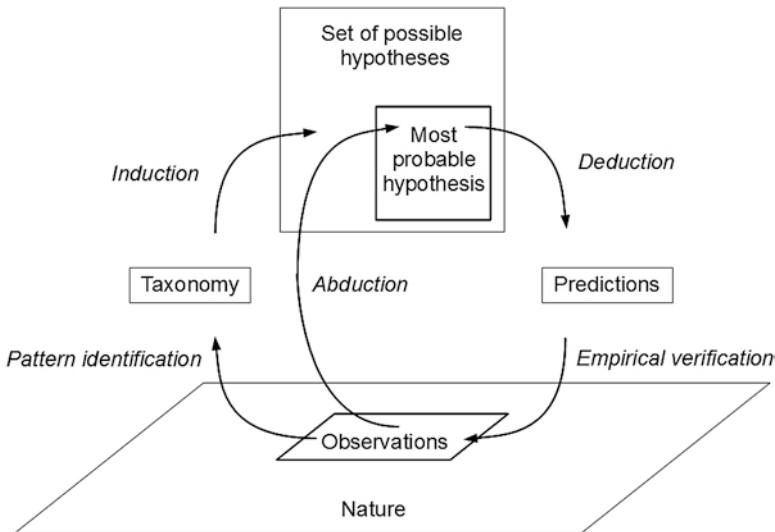 Set of possible
hypotheses
Most
probable
hypothesis
Induction
Deduction
Taxonomy
Abduction
Predictions
Pattern identification
Empirical verification
Observations
Nature